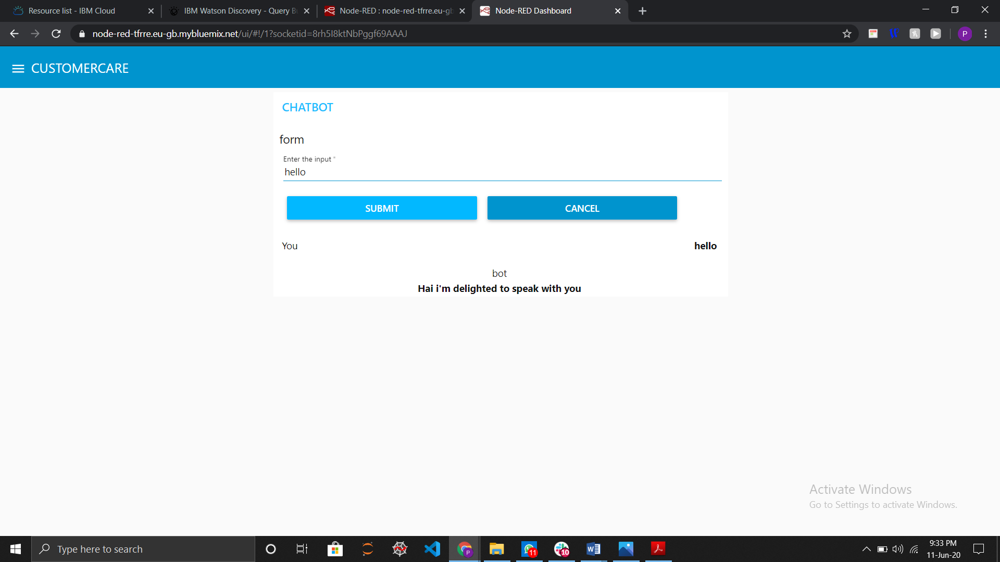 Resource list - IBM Cloud
IBM Watson Discovery - Query Bu
Node-RED : node-red-tfrre.eu-gb
Node-RED Dashboard
node-red-tfrre.eu-gb.mybluemix.net/ui/#!/1?socketid=8rh5I8ktNbPggf69AAAJ
P
CUSTOMERCARE
CHATBOT
form
Enter the input *
hello
SUBMIT CANCEL
You hello
bot
Hai i'm delighted to speak with you
Activate Windows
Go to Settings to activate Windows.
Type here to search
P
11
10
9:33 PM
11-Jun-20